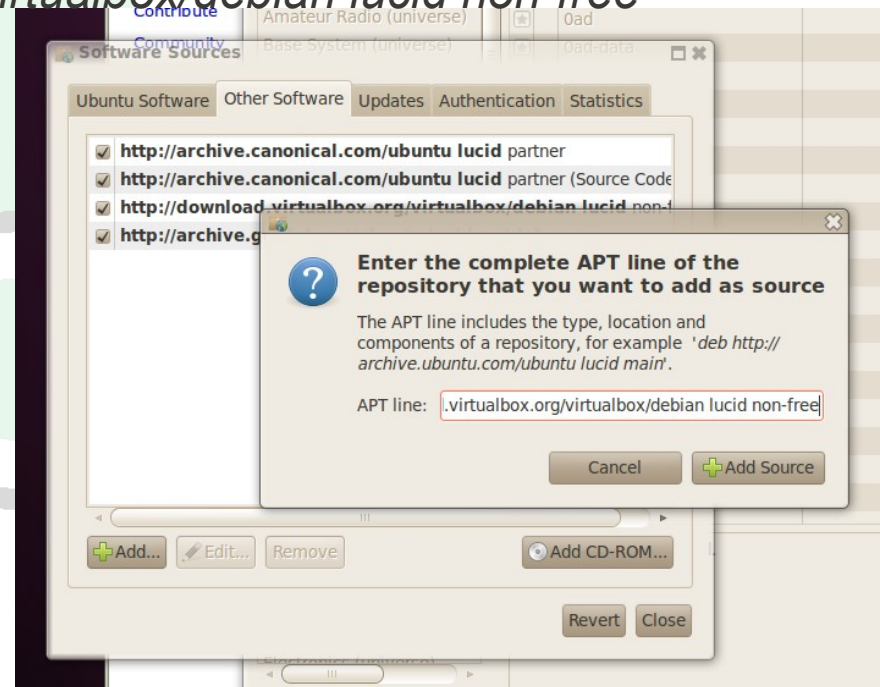 virtualbox/debian lucid non-free
Contribute
Amateur Radio (universe)
0ad
Community
Base System (universe)
0ad-data
Software Sources
Ubuntu Software
Other Software
Updates
Authentication
Statistics
http://archive.canonical.com/ubuntu lucid partner
http://archive.canonical.com/ubuntu lucid partner (Source Code
http://download.virtualbox.org/virtualbox/debian lucid non-f
http://archive.g
Enter the complete APT line of the
repository that you want to add as source
The APT line includes the type, location and
components of a repository, for example 'deb http://
archive.ubuntu.com/ubuntu lucid main'.
APT line: .virtualbox.org/virtualbox/debian lucid non-free
Cancel
Add Source
Add...
Edit...
Remove
Add CD-ROM...
Revert
Close